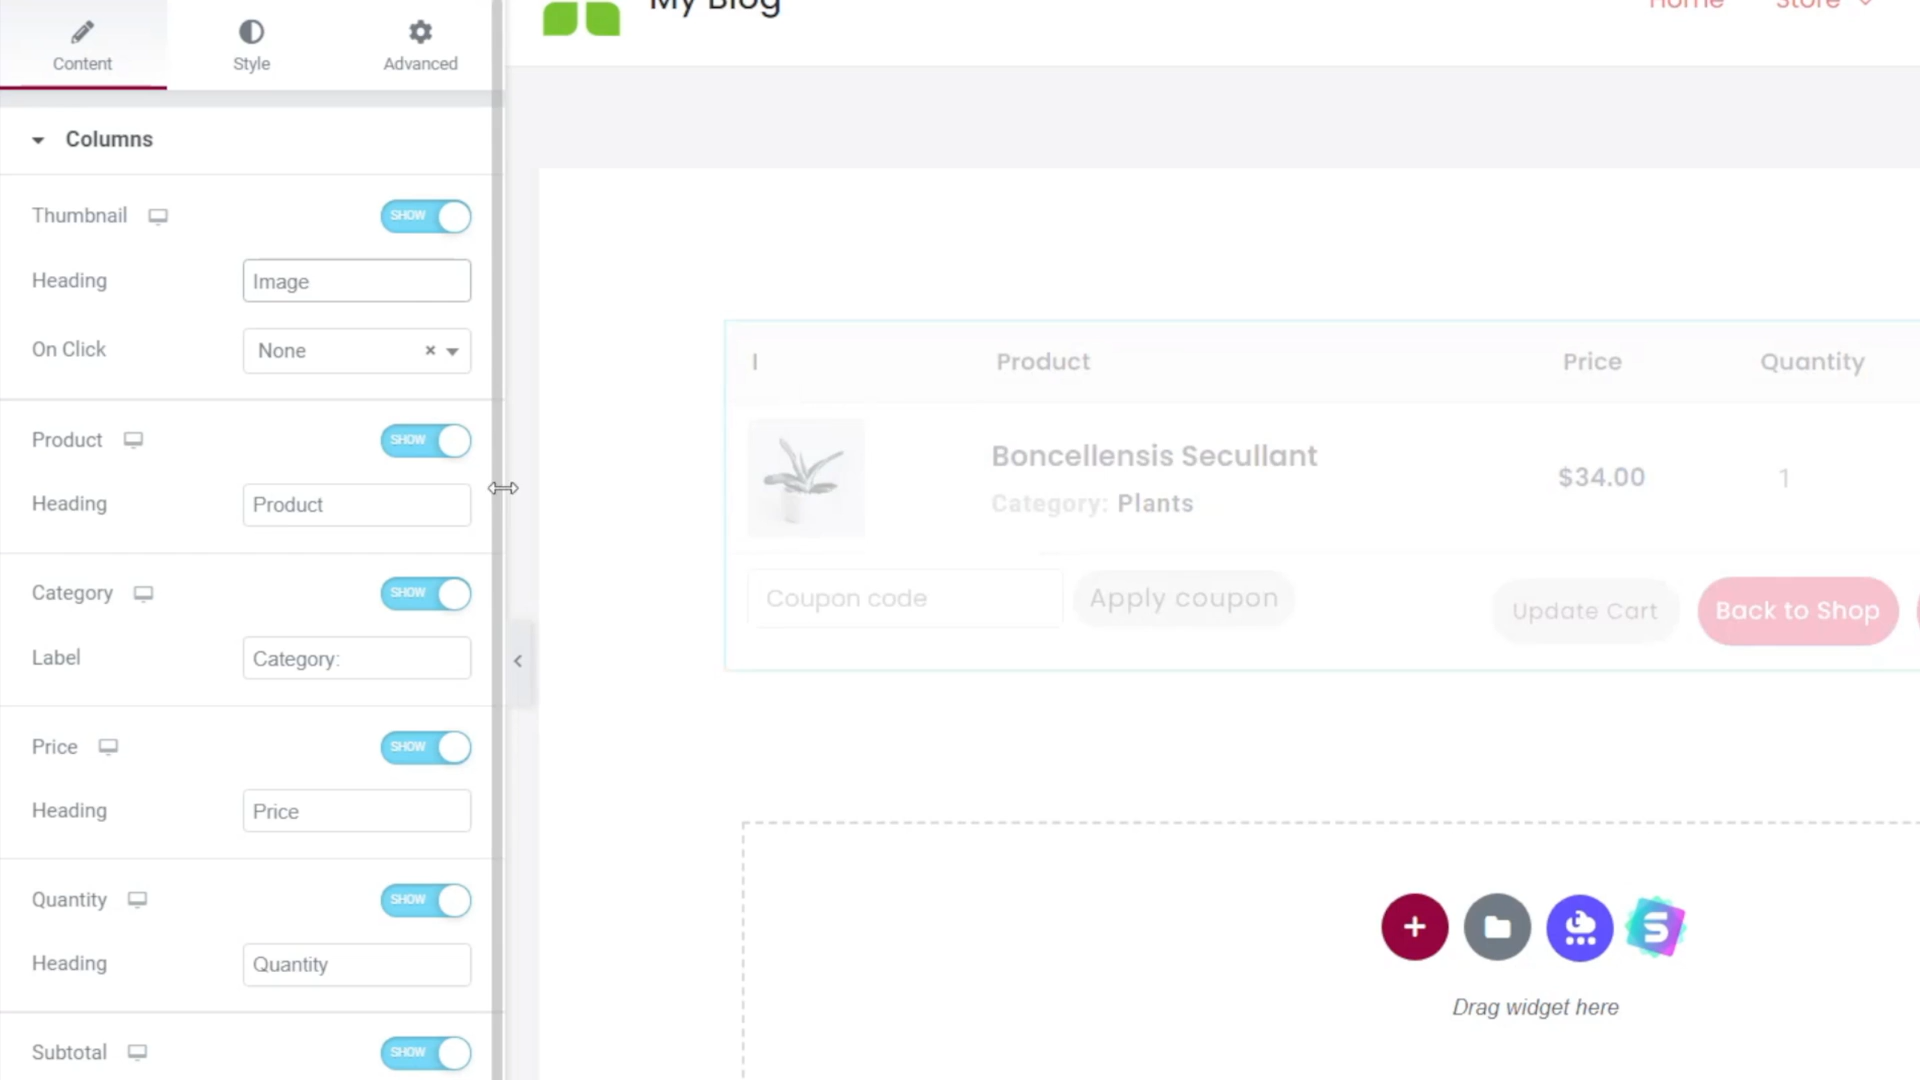 My Blog
Home Store
Content Style Advanced
Columns
Thumbnail SHOW
Heading Image
On Click None
Product SHOW
Heading Product
Category SHOW
Label Category:
Price SHOW
Heading Price
Quantity SHOW
Heading Quantity
Subtotal SHOW
I Product Price Quantity
Boncellensis Secullant
Category: Plants
$34.00
1
Coupon code Apply coupon Update Cart Back to Shop
Drag widget here